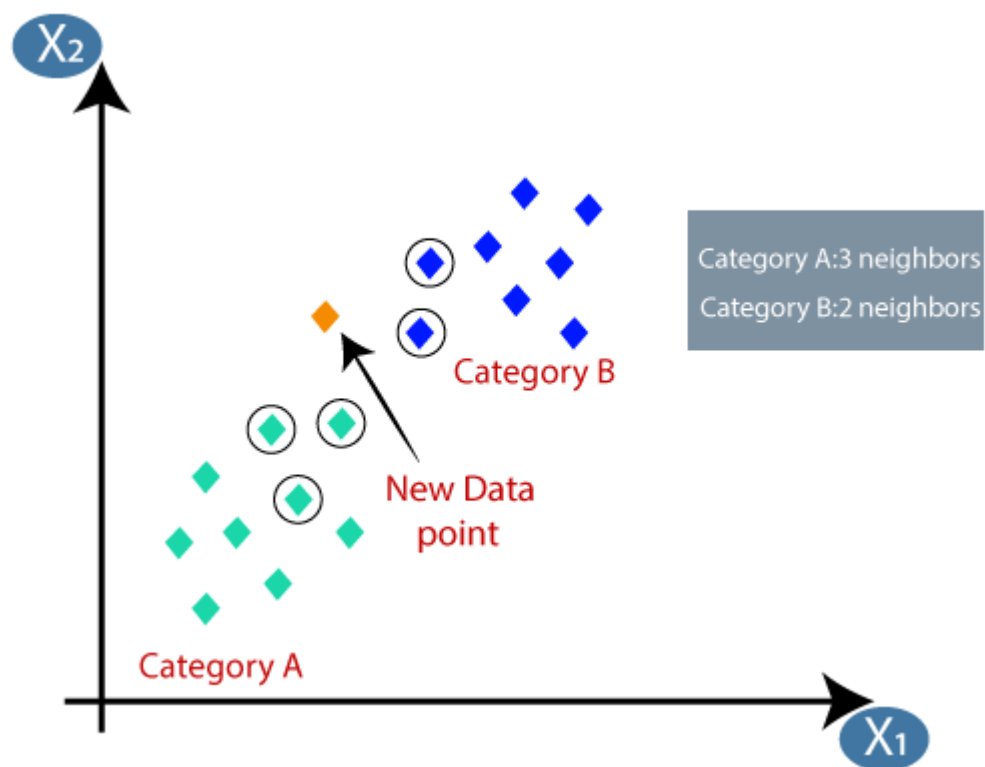 X₂
Category A:3 neighbors
Category B:2 neighbors
Category B
New Data
point
Category A
X₁